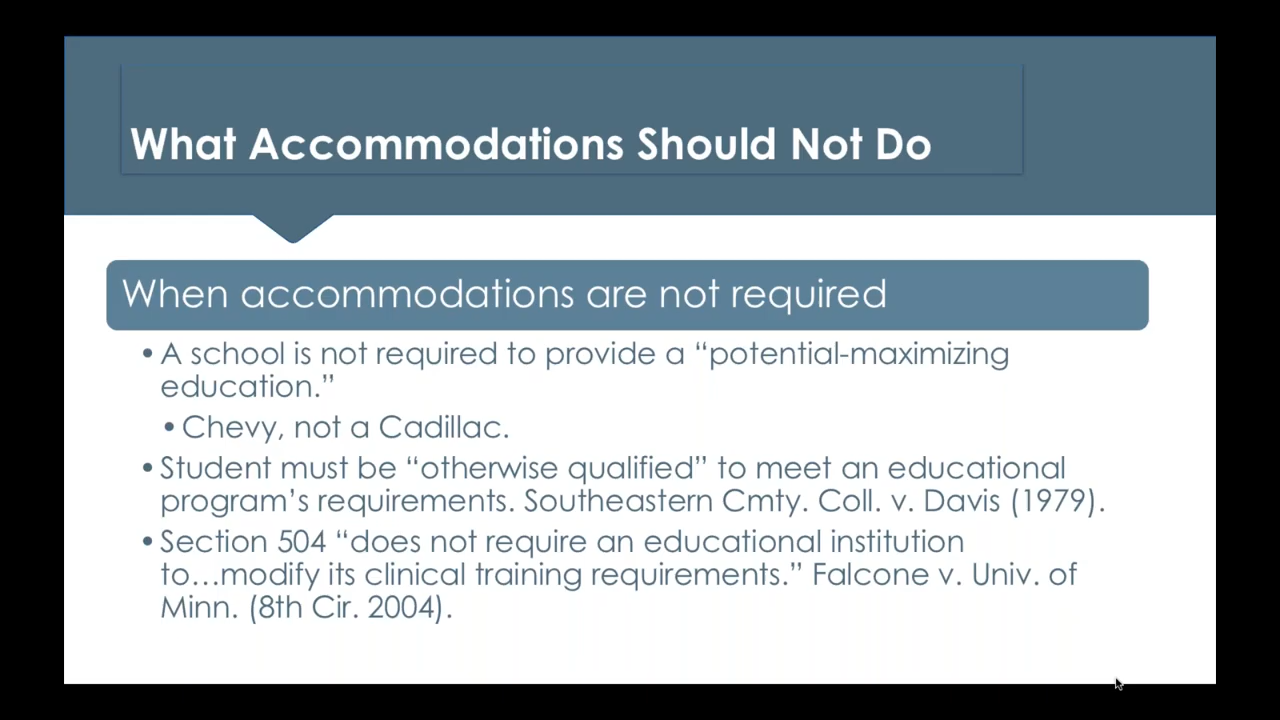 What Accommodations Should Not Do
When accommodations are not required
• A school is not required to provide a “potential-maximizing
education.”
• Chevy, not a Cadillac.
• Student must be “otherwise qualified” to meet an educational
program’s requirements. Southeastern Cmty. Coll. v. Davis (1979).
• Section 504 “does not require an educational institution
to…modify its clinical training requirements.” Falcone v. Univ. of
Minn. (8th Cir. 2004).